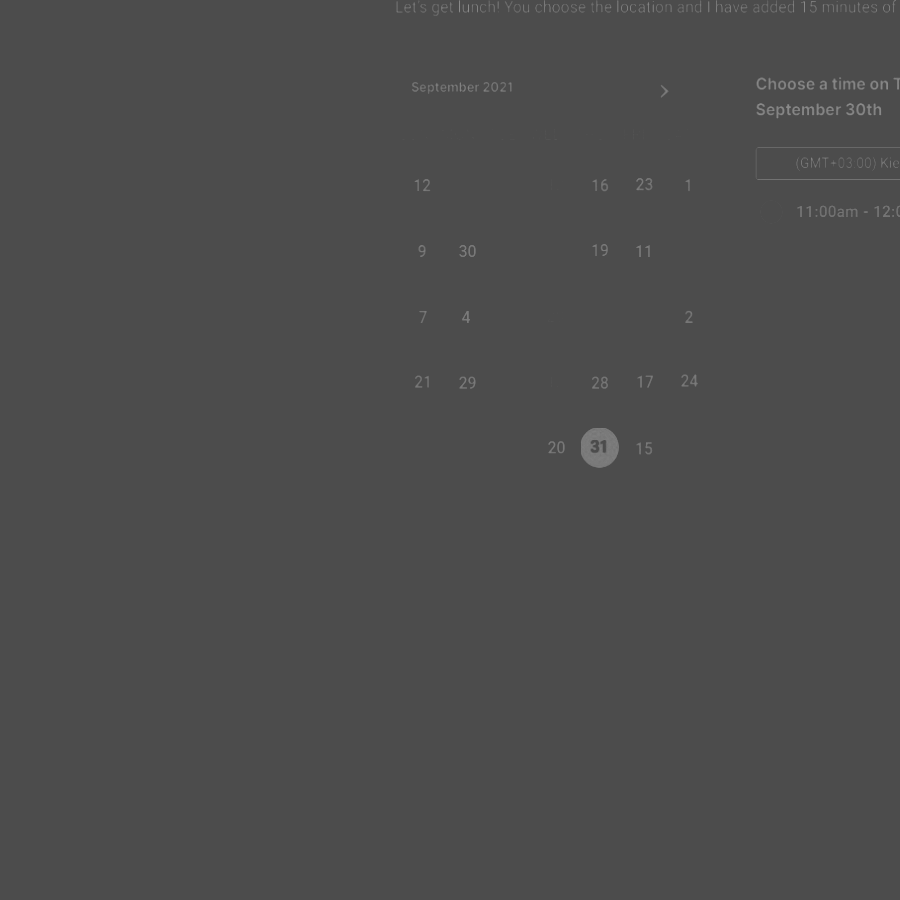 Let's get lunch! You choose the location and I have added 15 minutes of
September 2021
Choose a time on T
September 30th
(GMT+03:00) Kie
11:00am - 12:0
12 16 23 1
9 30 19 11
7 4 2
21 29 28 17 24
20 31 15